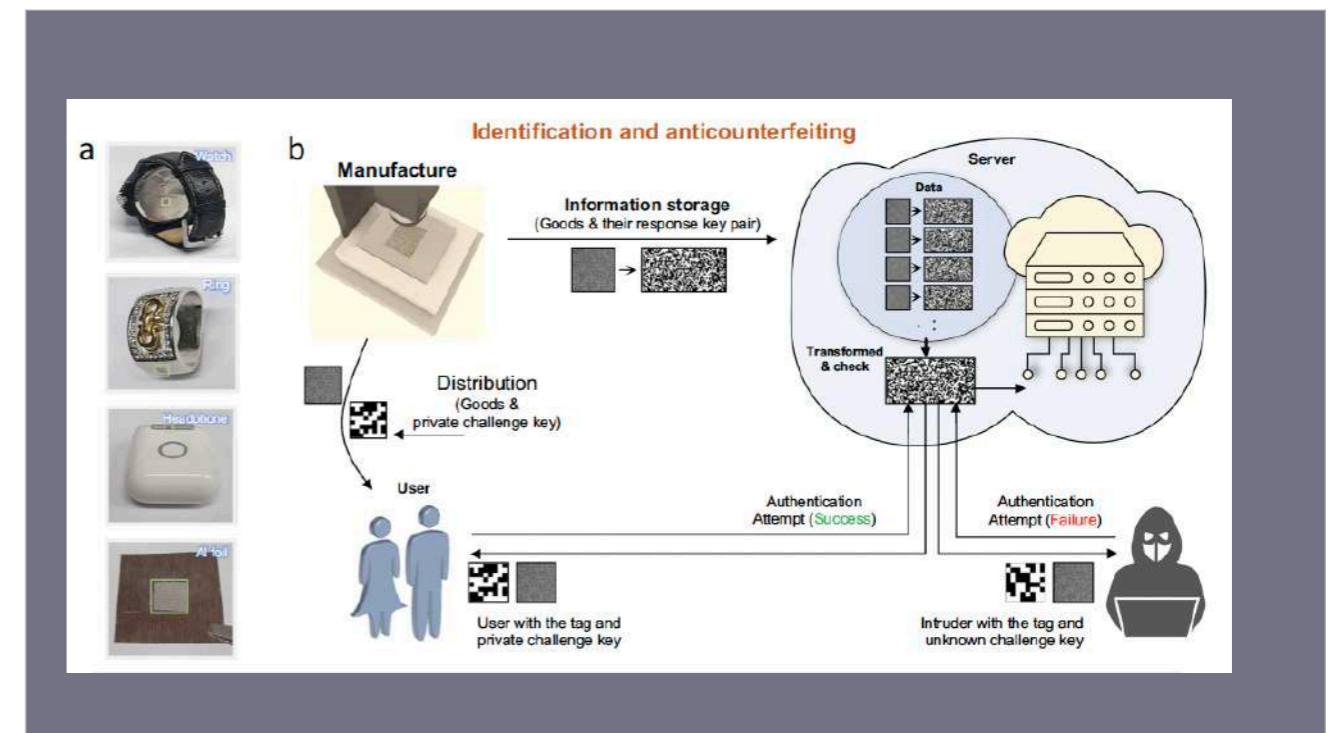 Identification and anticounterfeiting
a
Watch
Ring
Headphone
Al foil
b
Manufacture
Information storage
(Goods & their response key pair)
Server
Data
Transformed
& check
Distribution
(Goods &
private challenge key)
User
Authentication
Attempt (Success)
Authentication
Attempt (Failure)
User with the tag and
private challenge key
Intruder with the tag and
unknown challenge key